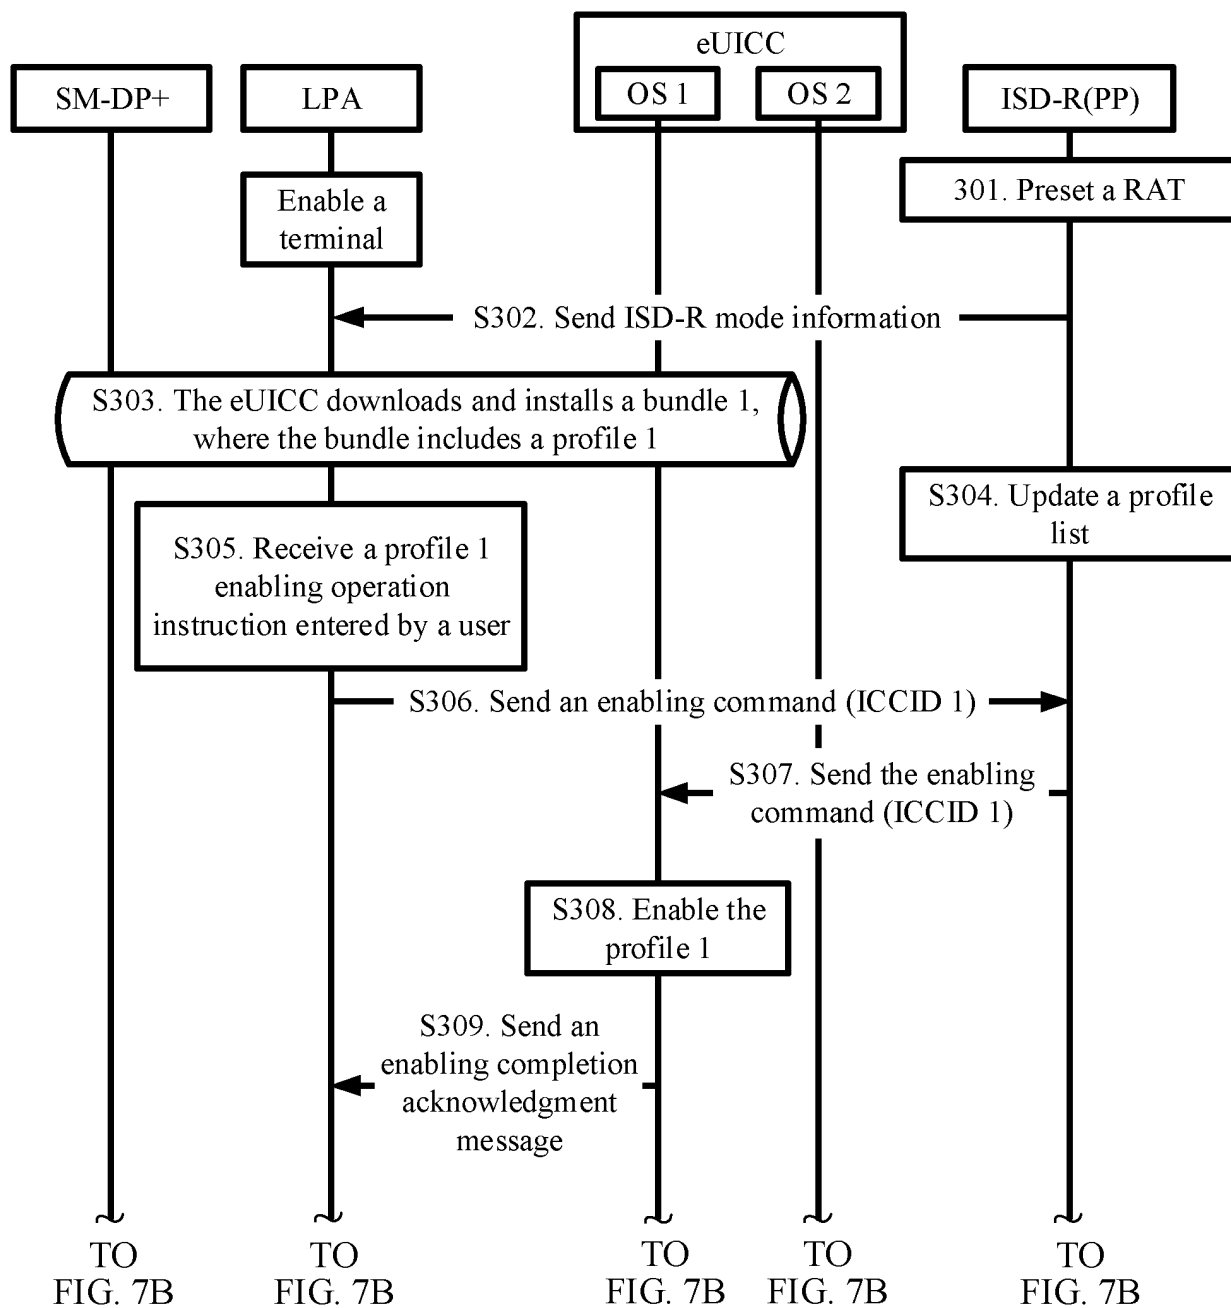 eUICC
SM-DP+
LPA
OS 1
OS 2
ISD-R(PP)
301. Preset a RAT
Enable a
terminal
S302. Send ISD-R mode information
S303. The eUICC downloads and installs a bundle 1,
where the bundle includes a profile 1
S304. Update a profile
list
S305. Receive a profile 1
enabling operation
instruction entered by a user
S306. Send an enabling command (ICCID 1)
S307. Send the enabling
command (ICCID 1)
S308. Enable the
profile 1
S309. Send an
enabling completion
acknowledgment
message
TO
FIG. 7B
TO
FIG. 7B
TO
FIG. 7B
TO
FIG. 7B
TO
FIG. 7B